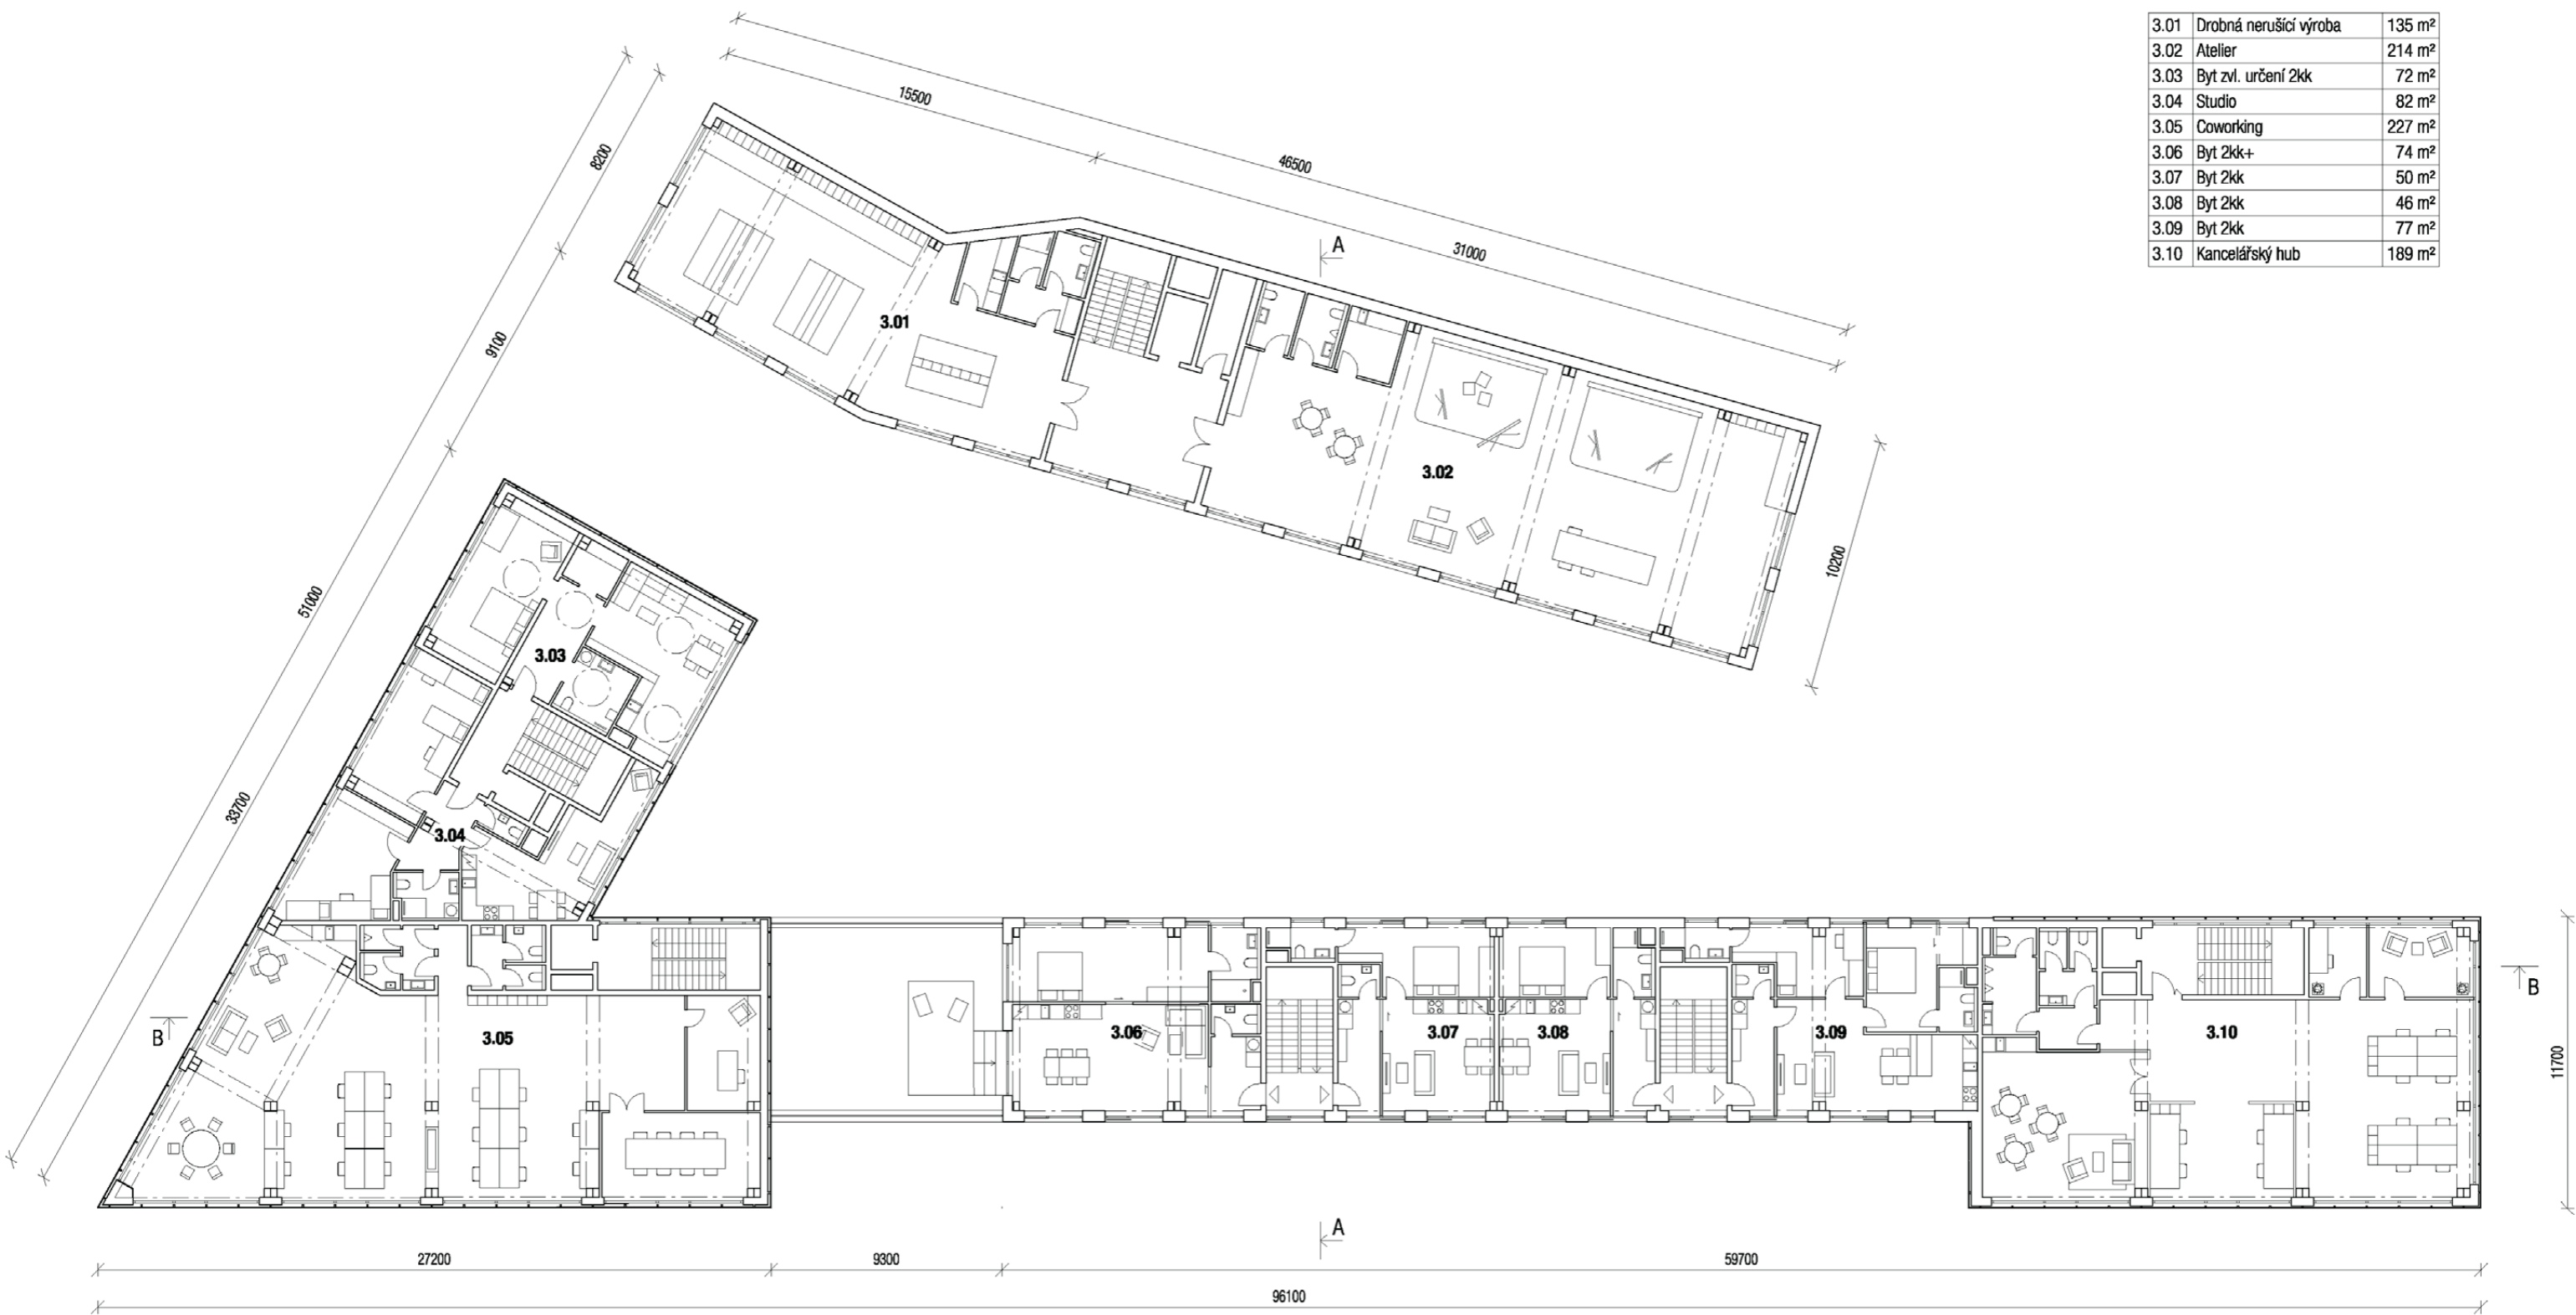 3.01 Drobná nerušící výroba 135 m²
3.02 Atelier 214 m²
3.03 Byt zvl. určení 2kk 72 m²
3.04 Studio 82 m²
3.05 Coworking 227 m²
3.06 Byt 2kk+ 74 m²
3.07 Byt 2kk 50 m²
3.08 Byt 2kk 46 m²
3.09 Byt 2kk 77 m²
3.10 Kancelářský hub 189 m²
15500
46500
31000
8200
9100
51000
33700
A
3.01
3.02
10200
3.03
3.04
B
3.05
3.06
3.07
3.08
3.09
3.10
B
11700
A
27200
9300
59700
96100